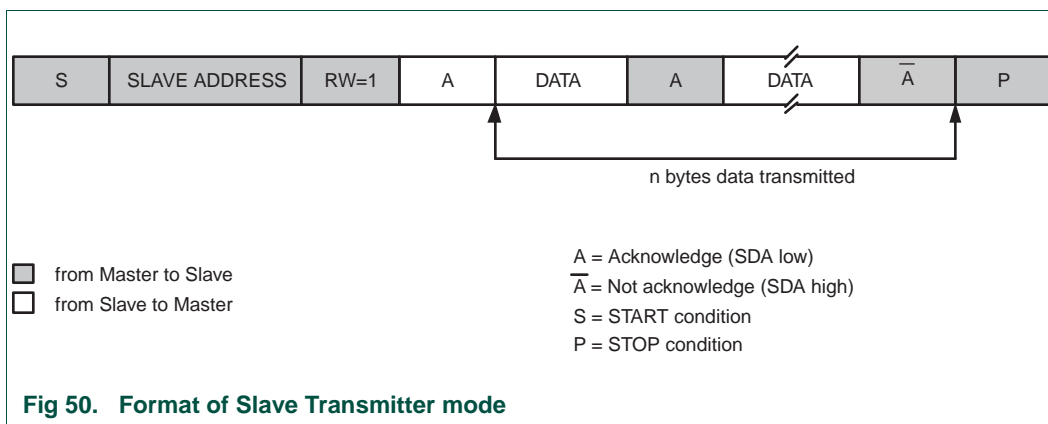 S SLAVE ADDRESS RW=1 A DATA A DATA A̅ P
n bytes data transmitted
from Master to Slave
from Slave to Master
A = Acknowledge (SDA low)
A̅ = Not acknowledge (SDA high)
S = START condition
P = STOP condition
Fig 50. Format of Slave Transmitter mode